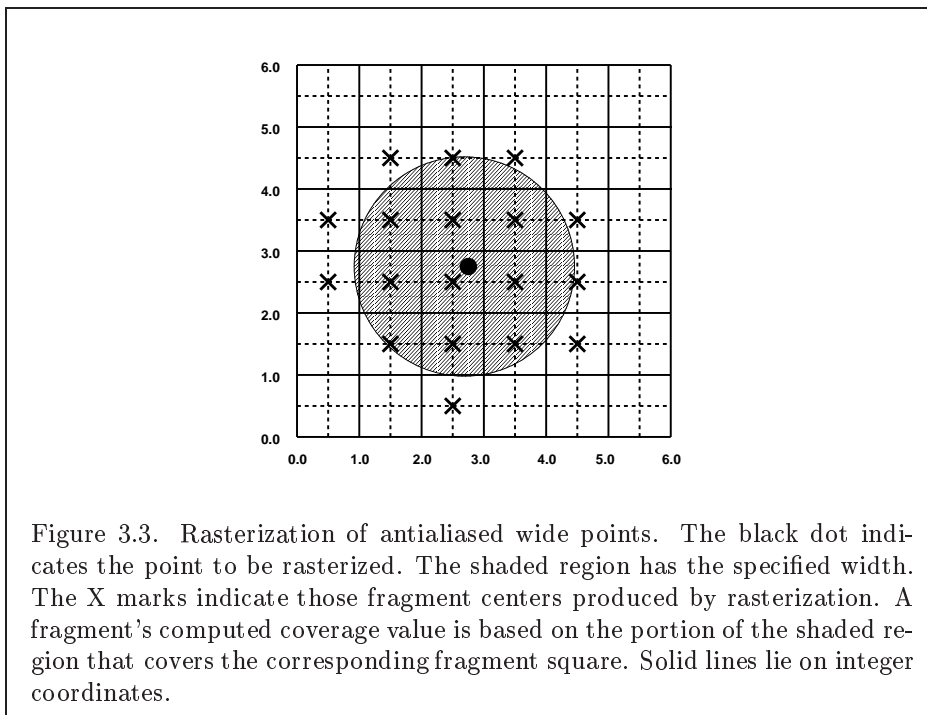 6.0
5.0
4.0
3.0
2.0
1.0
0.0
0.0 1.0 2.0 3.0 4.0 5.0 6.0
Figure 3.3. Rasterization of antialiased wide points. The black dot indi-
cates the point to be rasterized. The shaded region has the specified width.
The X marks indicate those fragment centers produced by rasterization. A
fragment's computed coverage value is based on the portion of the shaded re-
gion that covers the corresponding fragment square. Solid lines lie on integer
coordinates.